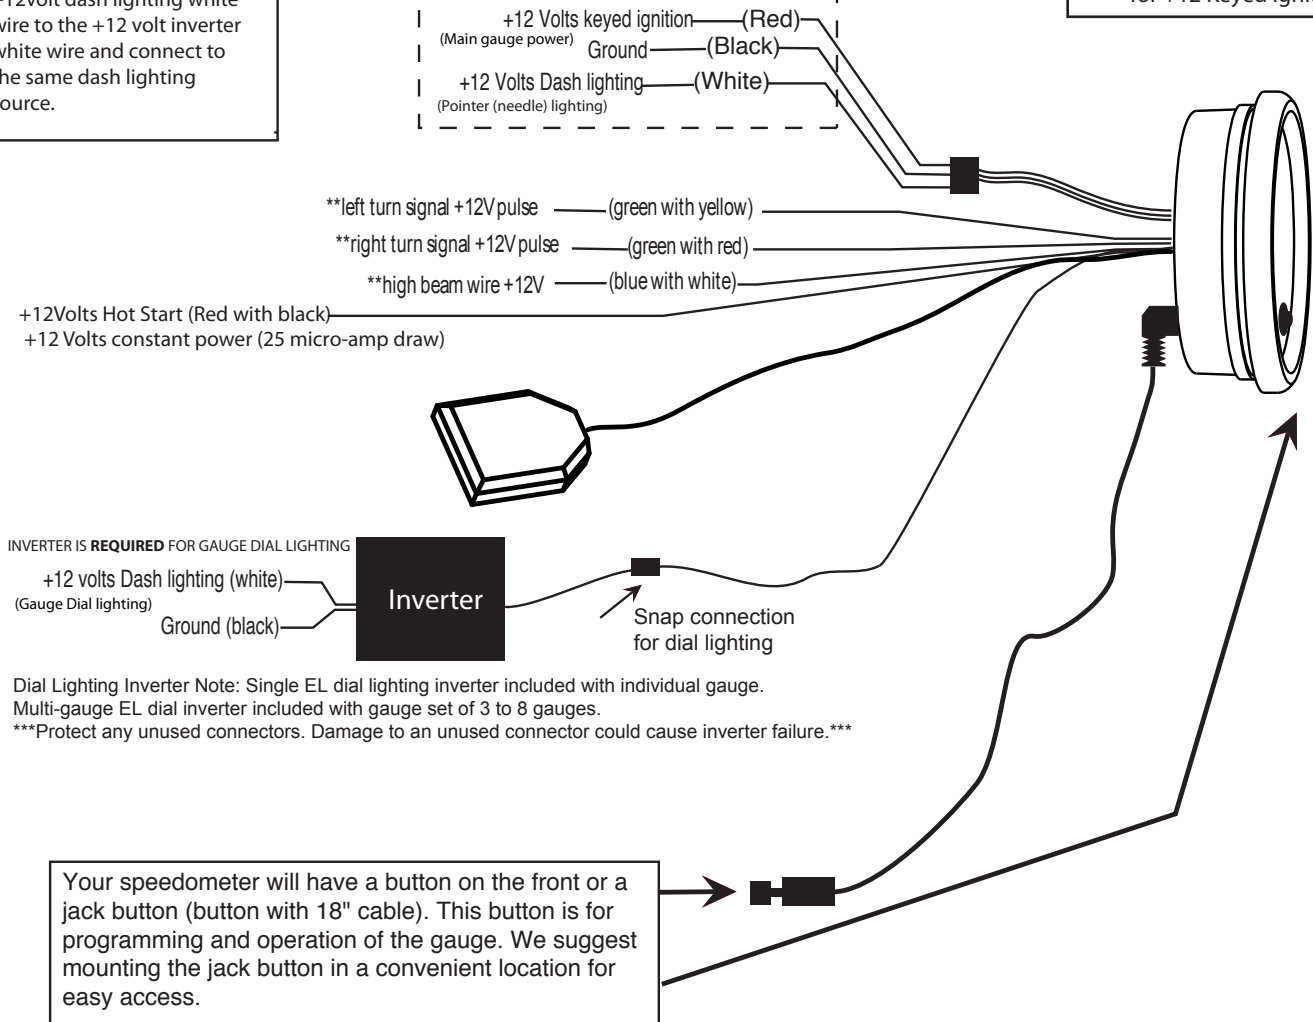 +12volt dash lighting white
wire to the +12 volt inverter
white wire and connect to
the same dash lighting
source.
+12 Volts keyed ignition (Red)
(Main gauge power)
Ground (Black)
+12 Volts Dash lighting (White)
(Pointer (needle) lighting)
for +12 Keyed
**left turn signal +12V pulse (green with yellow)
**right turn signal +12V pulse (green with red)
**high beam wire +12V (blue with white)
+12Volts Hot Start (Red with black)
+12 Volts constant power (25 micro-amp draw)
INVERTER IS REQUIRED FOR GAUGE DIAL LIGHTING
+12 volts Dash lighting (white)
(Gauge Dial lighting)
Ground (black)
Inverter
Snap connection
for dial lighting
Dial Lighting Inverter Note: Single EL dial lighting inverter included with individual gauge.
Multi-gauge EL dial inverter included with gauge set of 3 to 8 gauges.
***Protect any unused connectors. Damage to an unused connector could cause inverter failure.***
Your speedometer will have a button on the front or a
jack button (button with 18" cable). This button is for
programming and operation of the gauge. We suggest
mounting the jack button in a convenient location for
easy access.